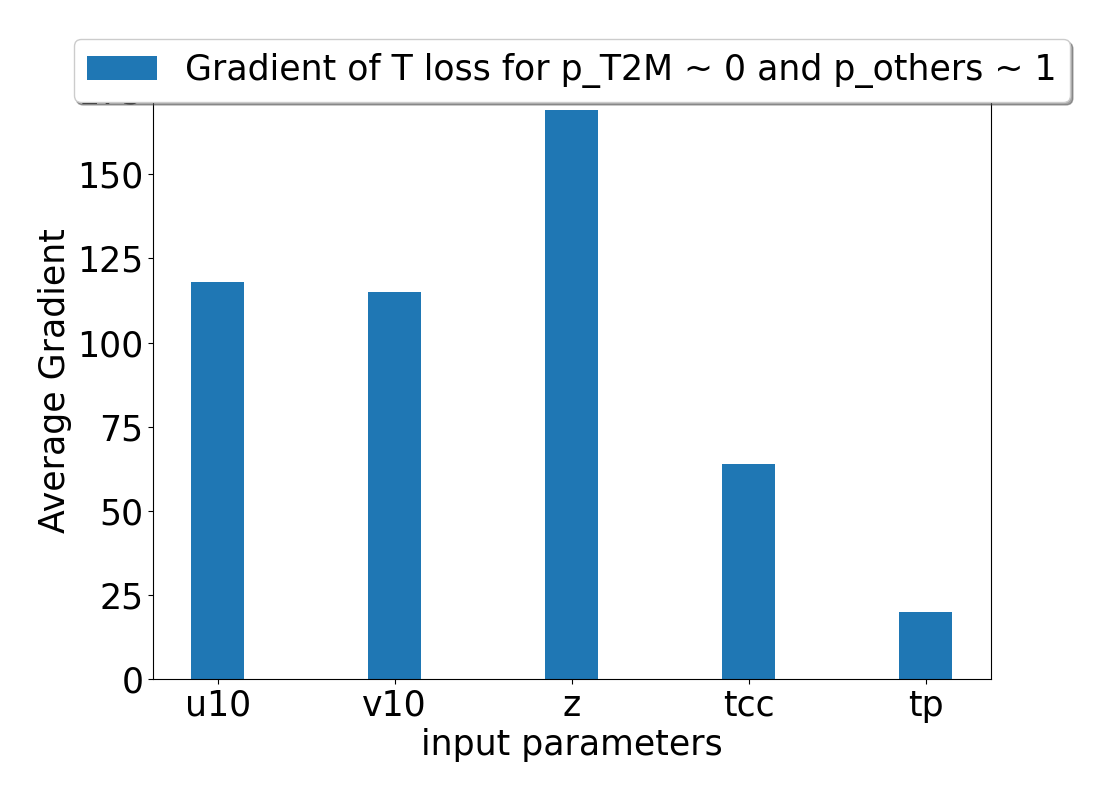 Gradient of T loss for p_T2M ~ 0 and p_others ~ 1
150
125
100
75
50
25
0
Average Gradient
u10 v10 z tcc tp
input parameters